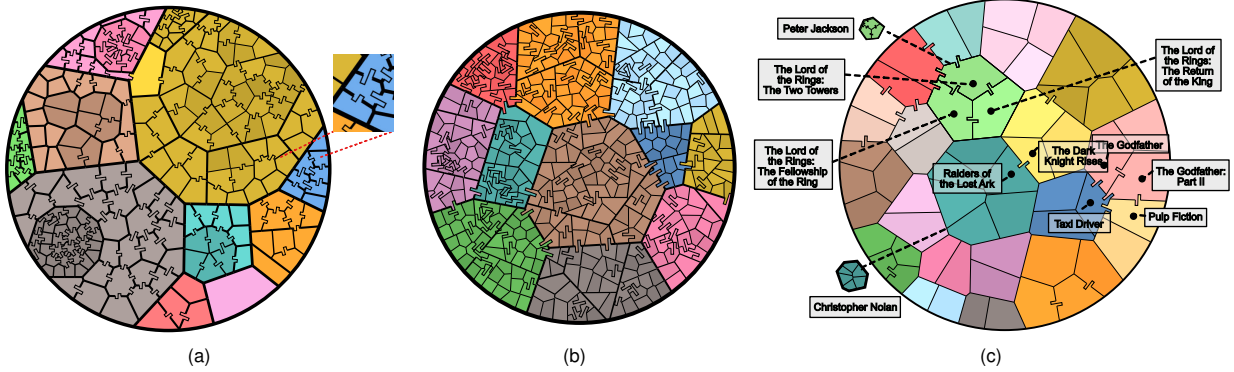 Peter Jackson
The Lord of
the Rings:
The Two Towers
The Lord of
the Rings:
The Return
of the King
The Lord of
the Rings:
The Fellowship
of the Ring
The Dark
Knight Rises
The Godfather
Raiders of
the Lost Ark
The Godfather:
Part II
Taxi Driver
Pulp Fiction
Christopher Nolan
(a)
(b)
(c)